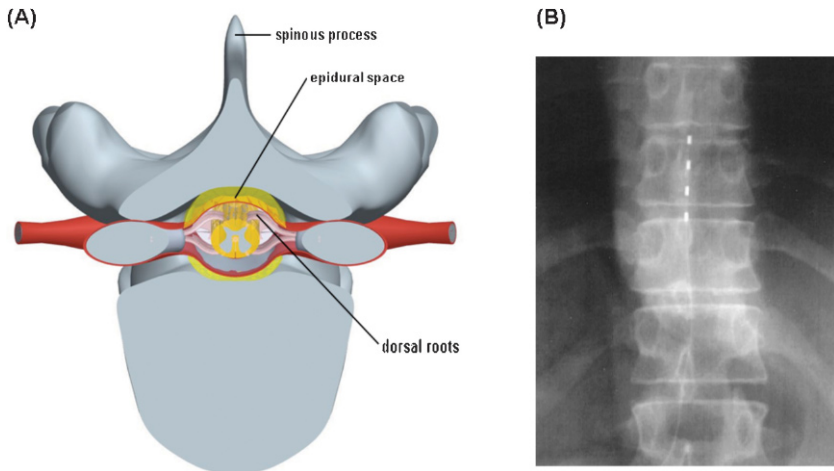 (A)
spinous process
epidural space
dorsal roots
(B)